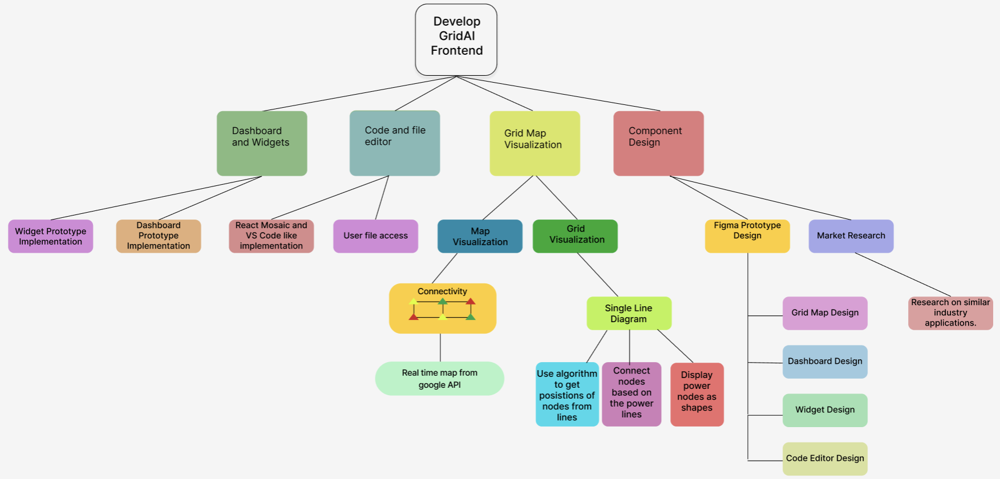 Develop
GridAI
Frontend
Dashboard
and Widgets
Code and file
editor
Grid Map
Visualization
Component
Design
Widget Prototype
Implementation
Dashboard
Prototype
Implementation
React Mosaic and
VS Code like
implementation
User file access
Map
Visualization
Grid
Visualization
Figma Prototype
Design
Market Research
Connectivity
Single Line
Diagram
Grid Map Design
Research on similar
industry
applications.
Real time map from
google API
Use algorithm
to get
posistions of
nodes from
lines
Connect
nodes
based on
the power
lines
Display
power
nodes as
shapes
Dashboard Design
Widget Design
Code Editor Design